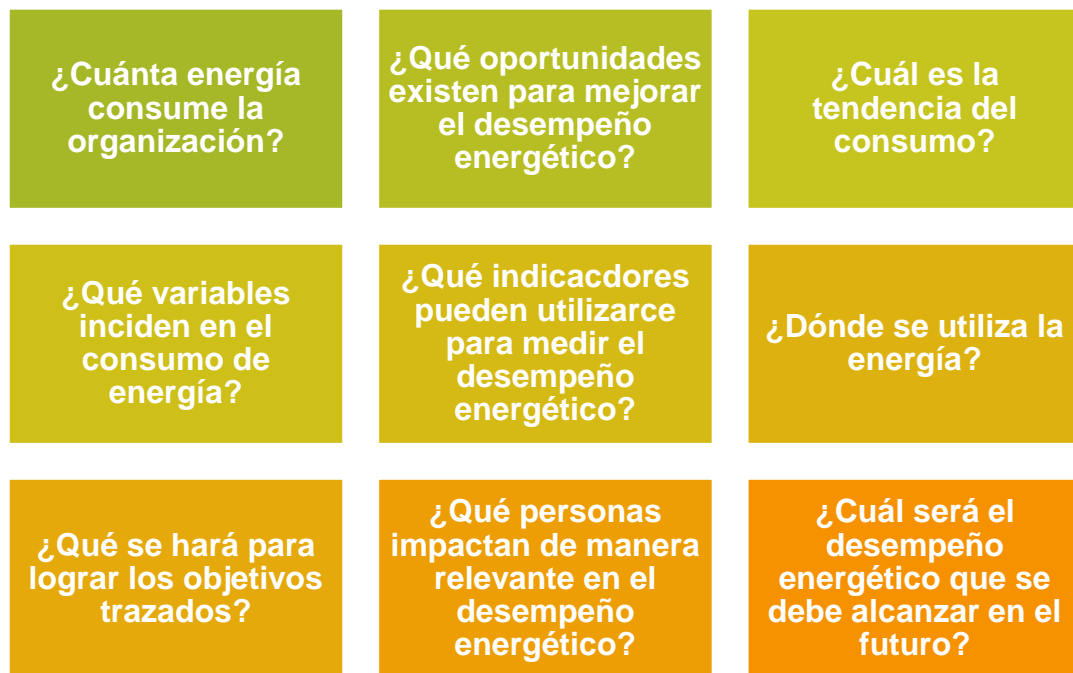 ¿Cuánta energía
consume la
organización?
¿Qué oportunidades
existen para mejorar
el desempeño
energético?
¿Cuál es la
tendencia del
consumo?
¿Qué variables
inciden en el
consumo de
energía?
¿Qué indicacdores
pueden utilizarce
para medir el
desempeño
energético?
¿Dónde se utiliza la
energía?
¿Qué se hará para
lograr los objetivos
trazados?
¿Qué personas
impactan de manera
relevante en el
desempeño
energético?
¿Cuál será el
desempeño
energético que se
debe alcanzar en el
futuro?